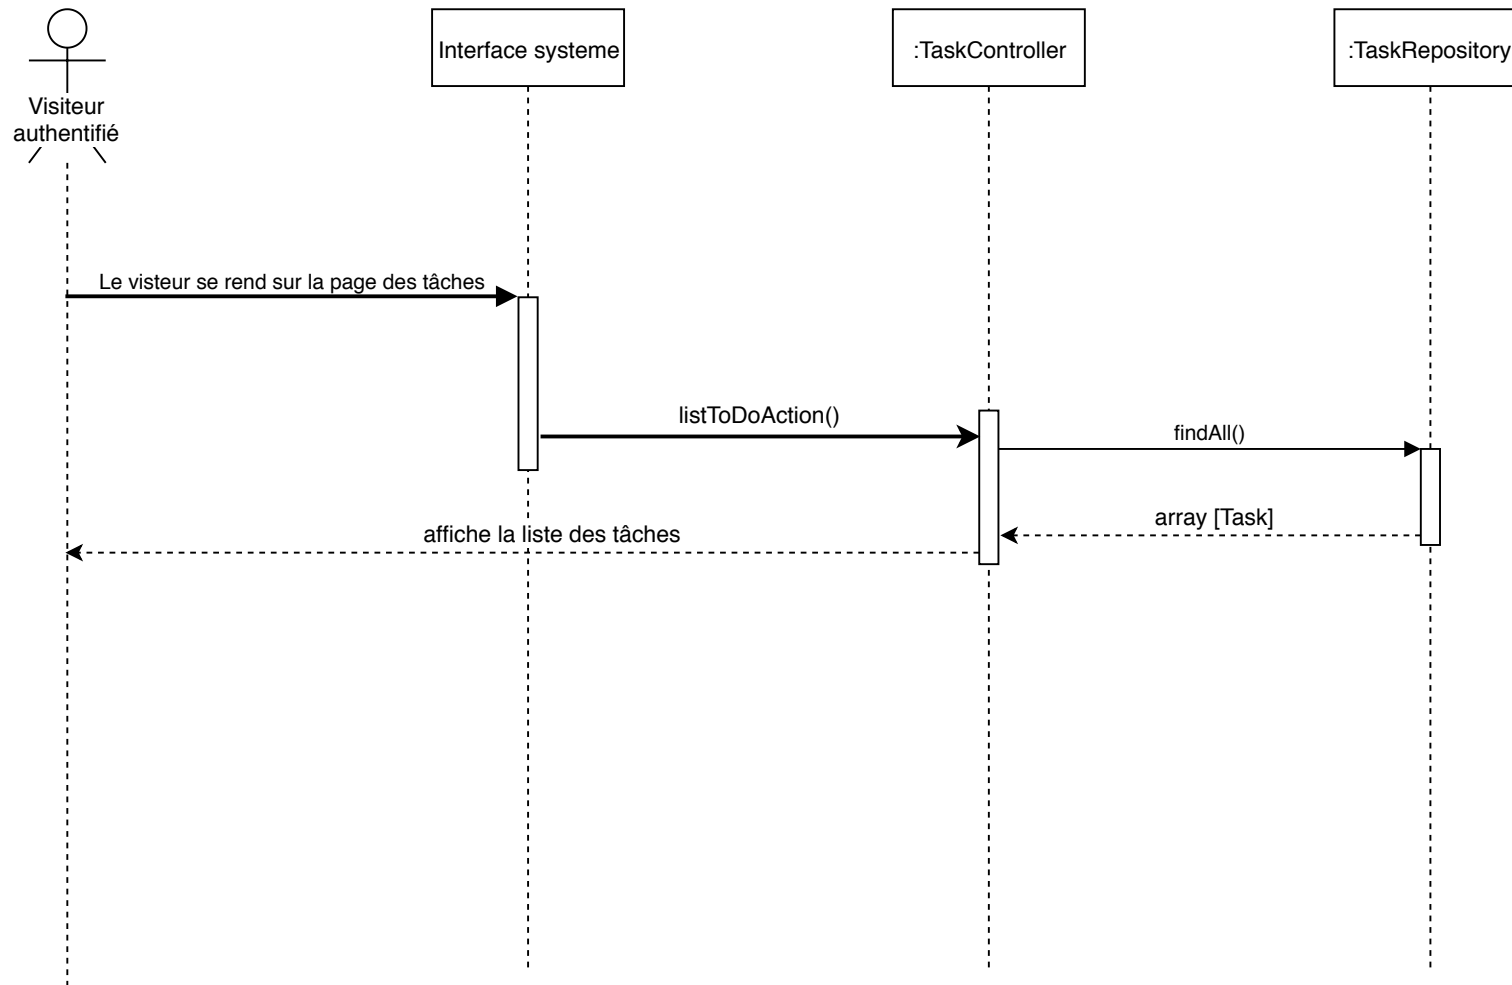 Visiteur
authentifié
Interface systeme
:TaskController
:TaskRepository
Le visteur se rend sur la page des tâches
listToDoAction()
findAll()
array [Task]
affiche la liste des tâches